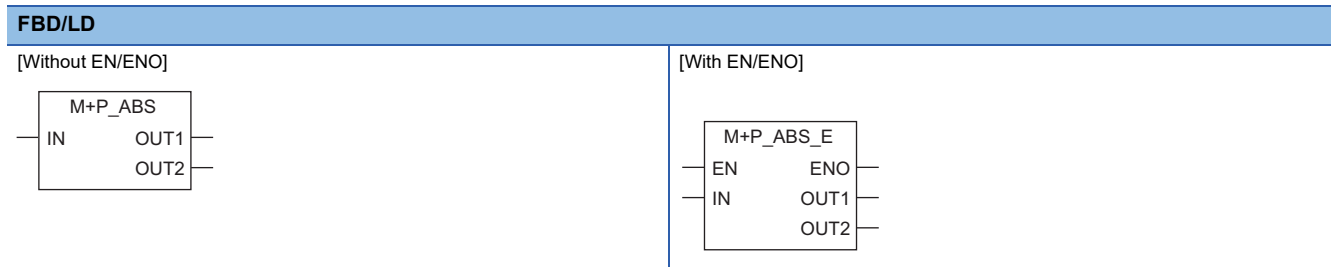 FBD/LD
[Without EN/ENO]
M+P_ABS
IN OUT1
OUT2
[With EN/ENO]
M+P_ABS_E
EN ENO
IN OUT1
OUT2